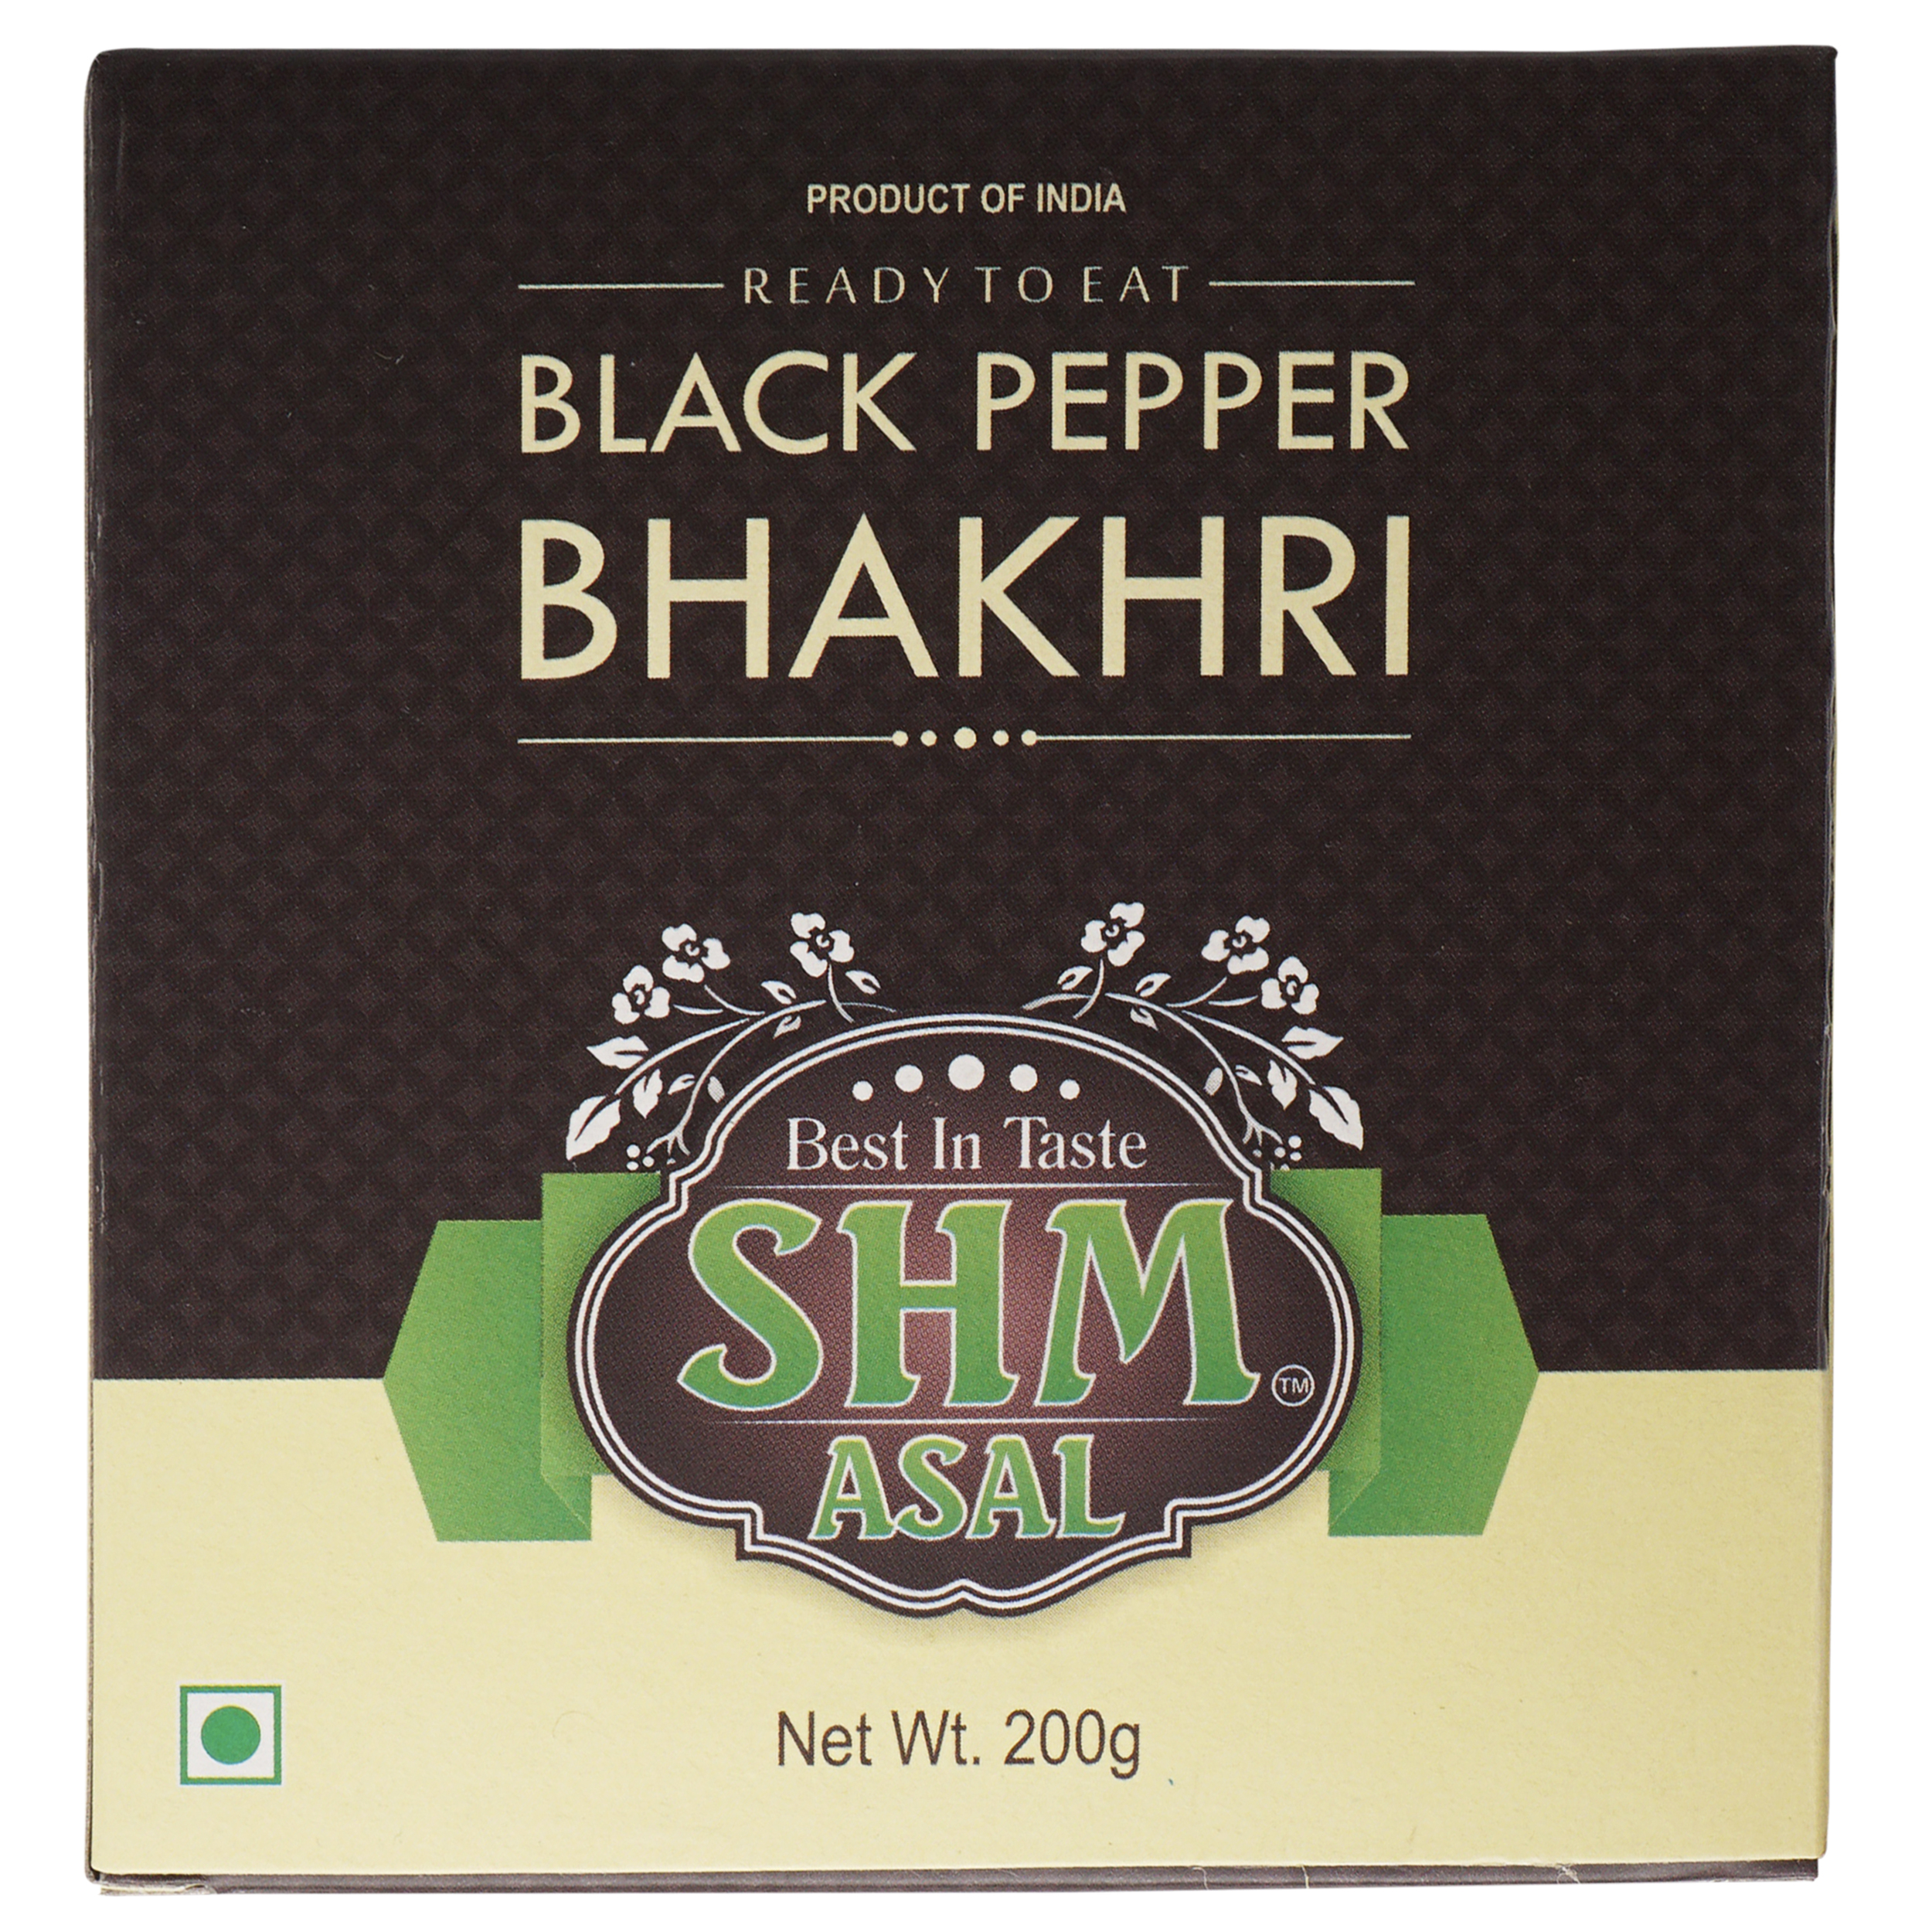 PRODUCT OF INDIA
READY TO EAT
BLACK PEPPER
BHAKHRI
Best In Taste
SHM
TM
ASAL
Net Wt. 200g